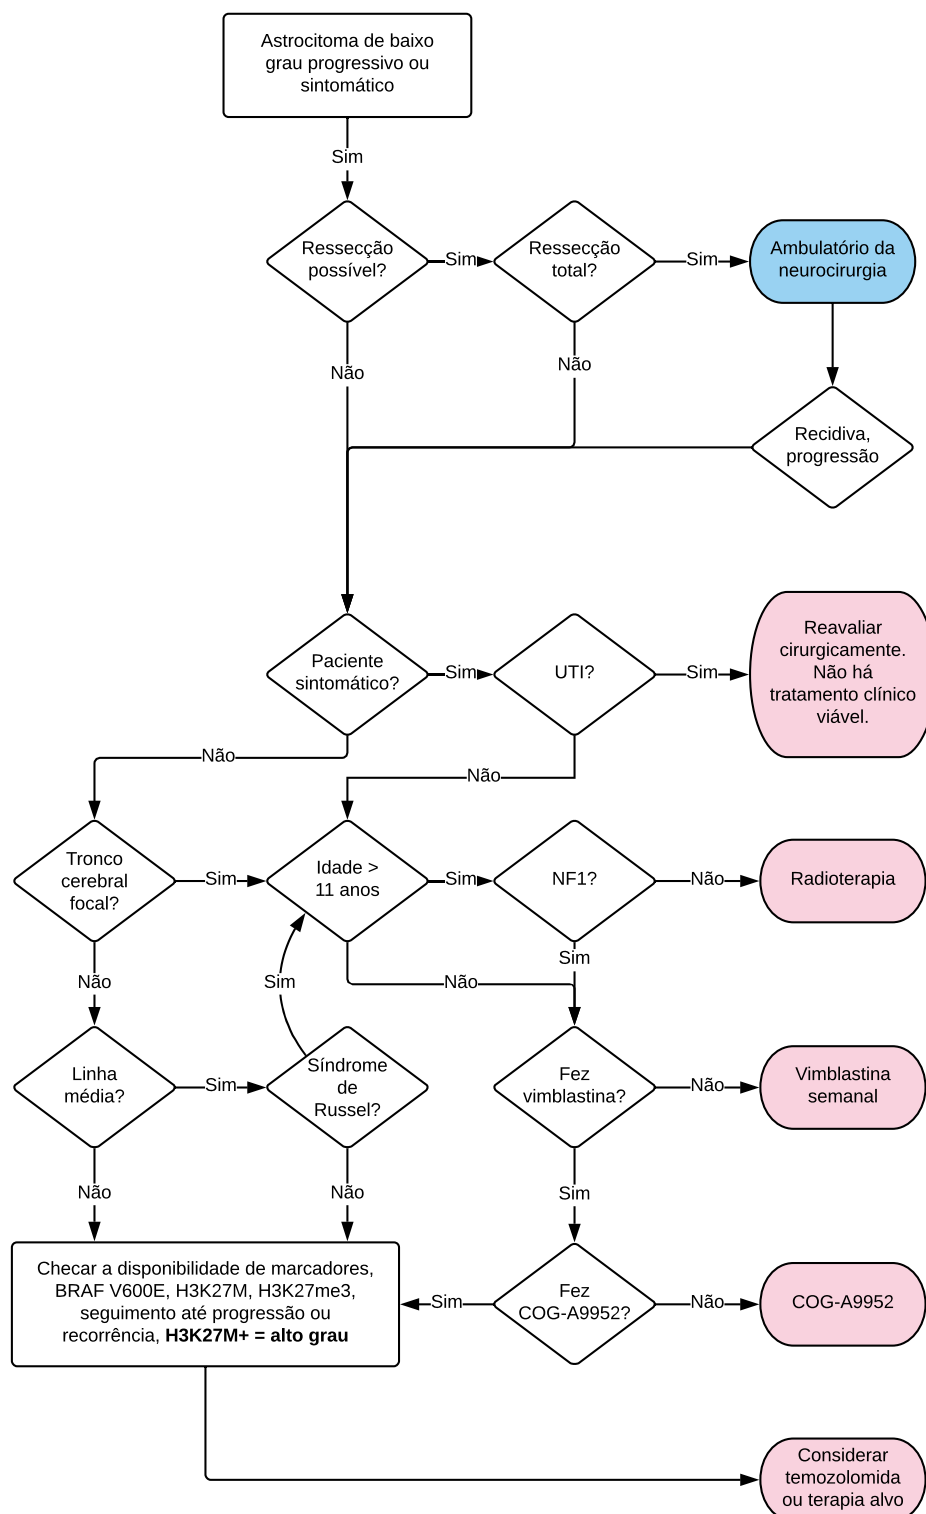 Astrocitoma de baixo
grau progressivo ou
sintomático
Sim
Ressecção
possível?
Sim
Ressecção
total?
Sim
Ambulatório da
neurocirurgia
Não
Não
Recidiva,
progressão
Paciente
sintomático?
Sim
UTI?
Sim
Reavaliar
cirurgicamente.
Não há
tratamento clínico
viável.
Não
Não
Tronco
cerebral
focal?
Sim
Idade >
11 anos
Sim
NF1?
Não
Radioterapia
Não
Sim
Não
Sim
Linha
média?
Sim
Síndrome
de
Russel?
Fez
vimblastina?
Não
Vimblastina
semanal
Não
Não
Sim
Checar a disponibilidade de marcadores,
BRAF V600E, H3K27M, H3K27me3,
seguimento até progressão ou
recorrência, H3K27M+ = alto grau
Sim
Fez
COG-A9952?
Não
COG-A9952
Considerar
temozolomida
ou terapia alvo